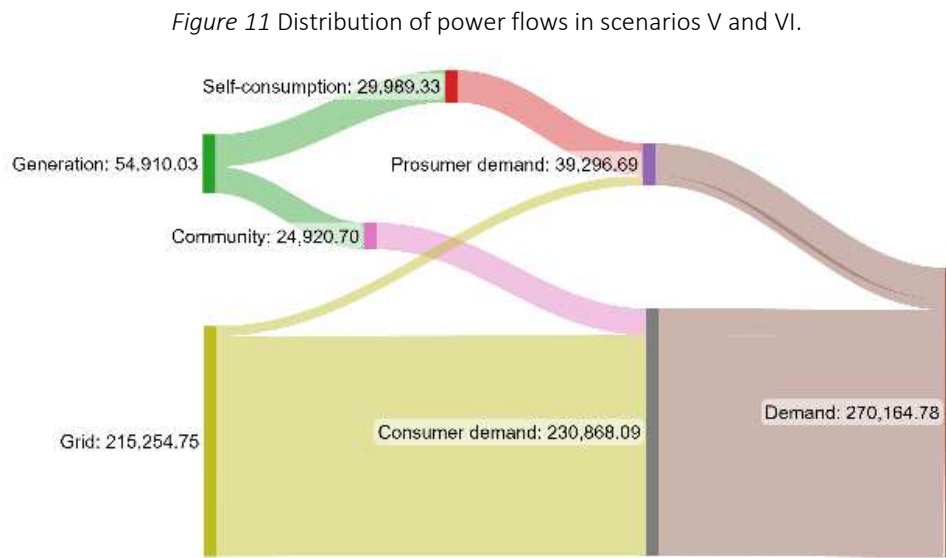 Figure 11 Distribution of power flows in scenarios V and VI.
Self-consumption: 29,989.33
Generation: 54,910.03
Prosumer demand: 39,296.69
Community: 24,920.70
Demand: 270,164.78
Consumer demand: 230,868.09
Grid: 215,254.75